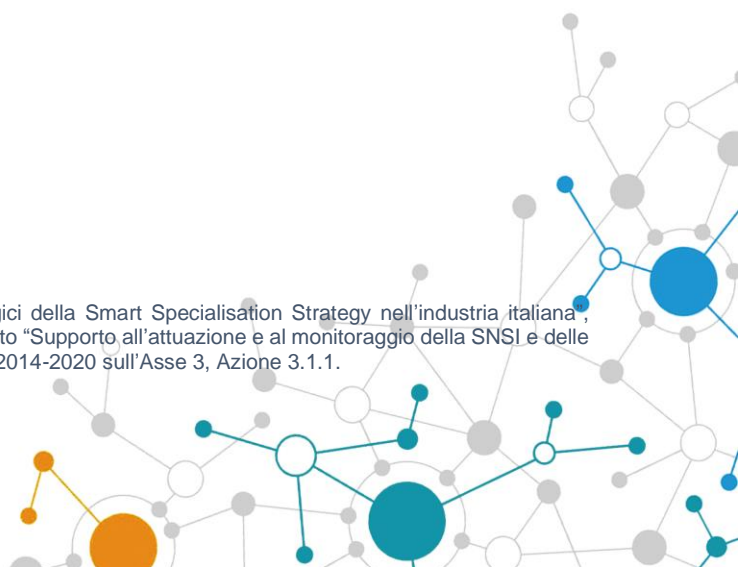 gici della Smart Specialisation Strategy nell’industria italiana”,
to “Supporto all’attuazione e al monitoraggio della SNSI e delle
2014-2020 sull’Asse 3, Azione 3.1.1.